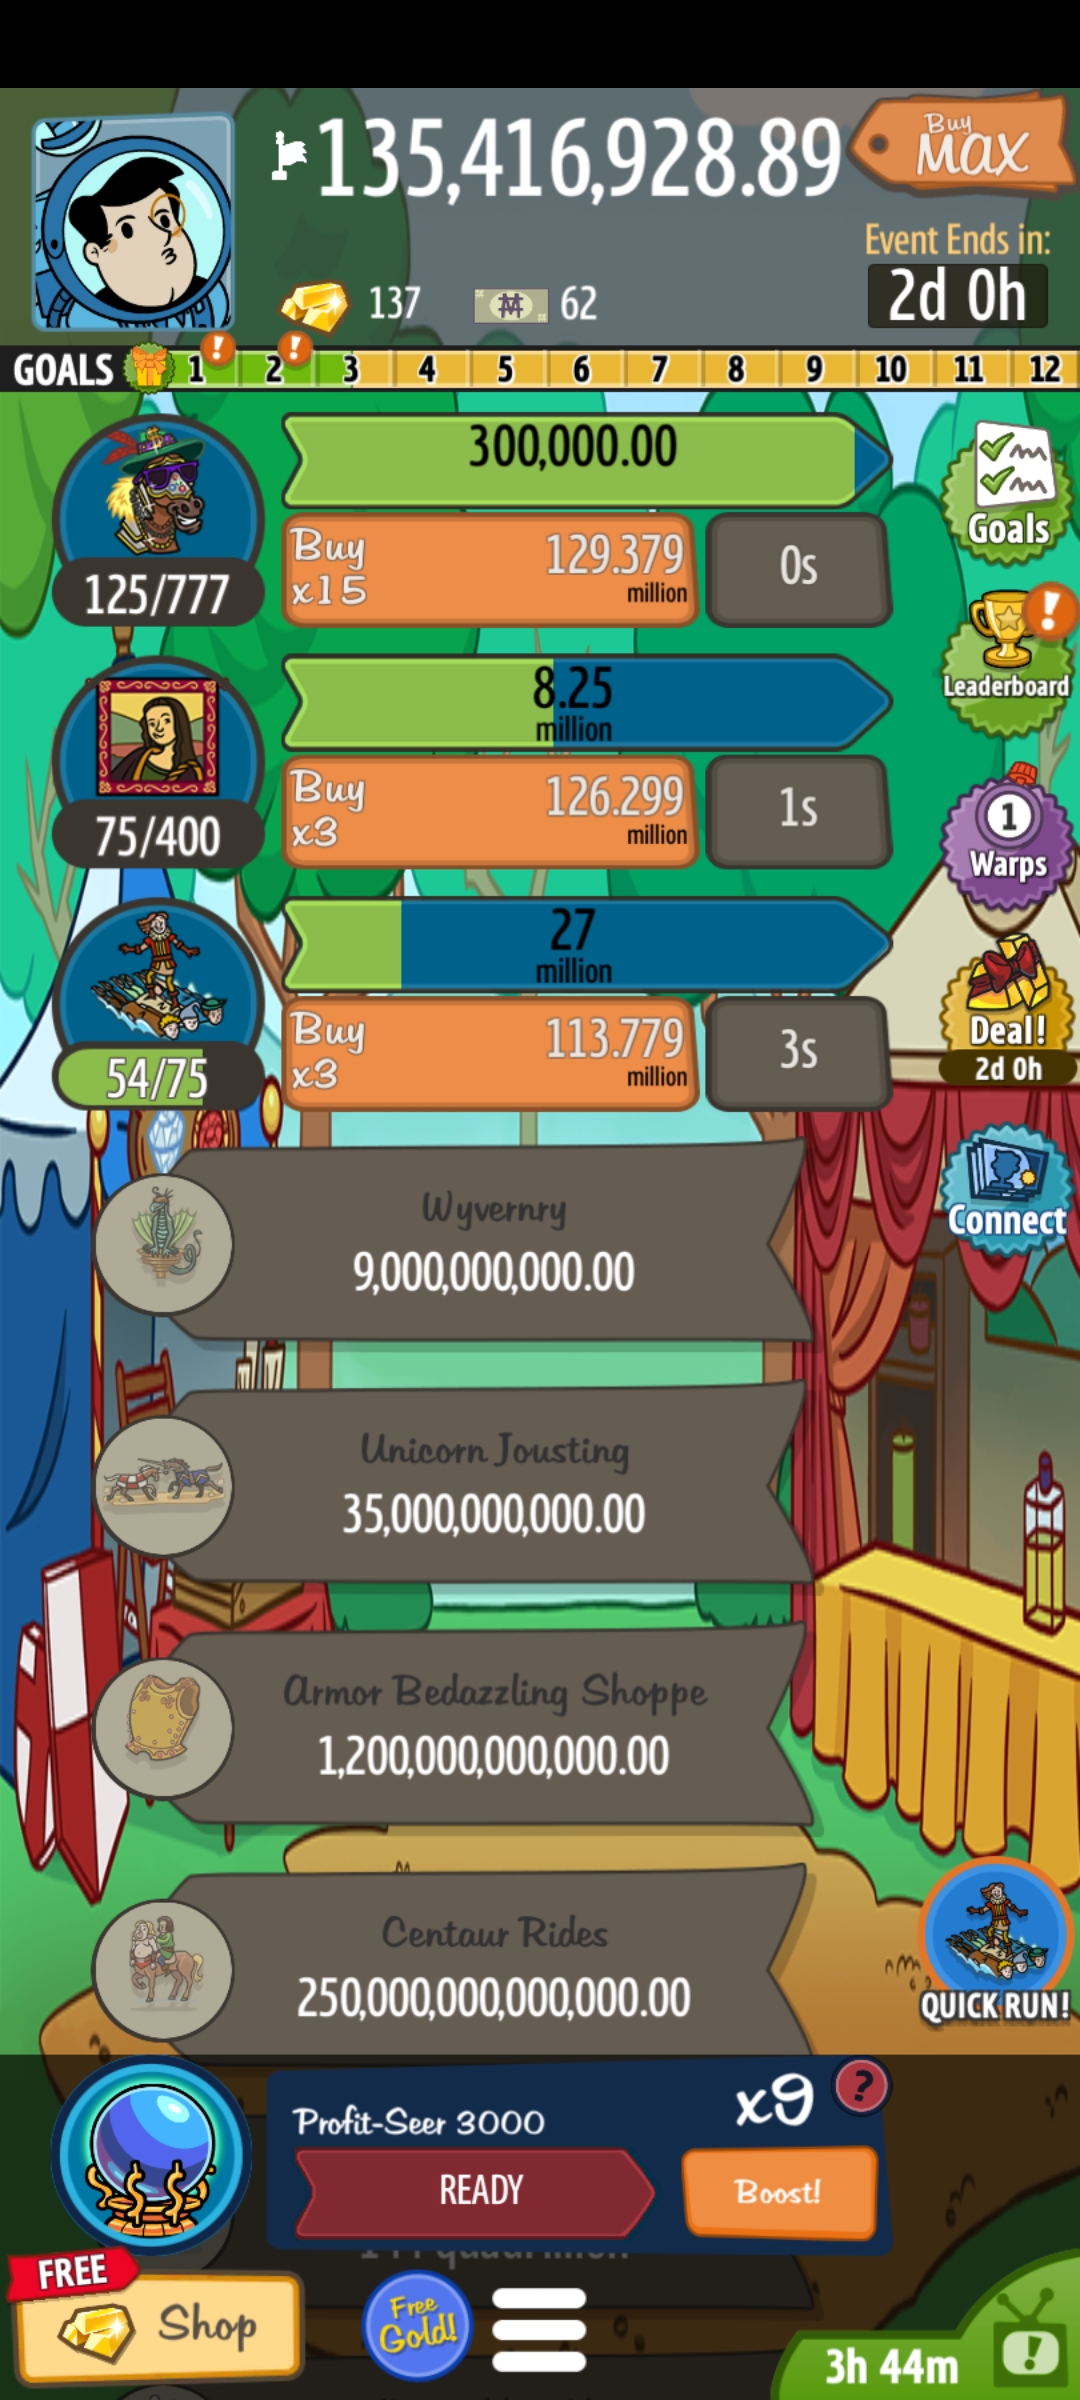 135,416,928.89
Buy
MAX
Event Ends in:
2d 0h
137
62
GOALS 1 ! 2 ! 3 4 5 6 7 8 9 10 11 12
300,000.00
Buy
x15
129.379
million
0s
125/777
Goals
8.25
million
Buy
x3
126.299
million
1s
75/400
!
Leaderboard
1
Warps
27
million
Buy
x3
113.779
million
3s
54/75
Deal!
2d 0h
Connect
Wyvernry
9,000,000,000.00
Unicorn Jousting
35,000,000,000.00
Armor Bedazzling Shoppe
1,200,000,000,000.00
Centaur Rides
250,000,000,000,000.00
QUICK RUN!
Profit-Seer 3000
x9
?
READY
Boost!
FREE
Shop
Free
Gold!
3h 44m
!